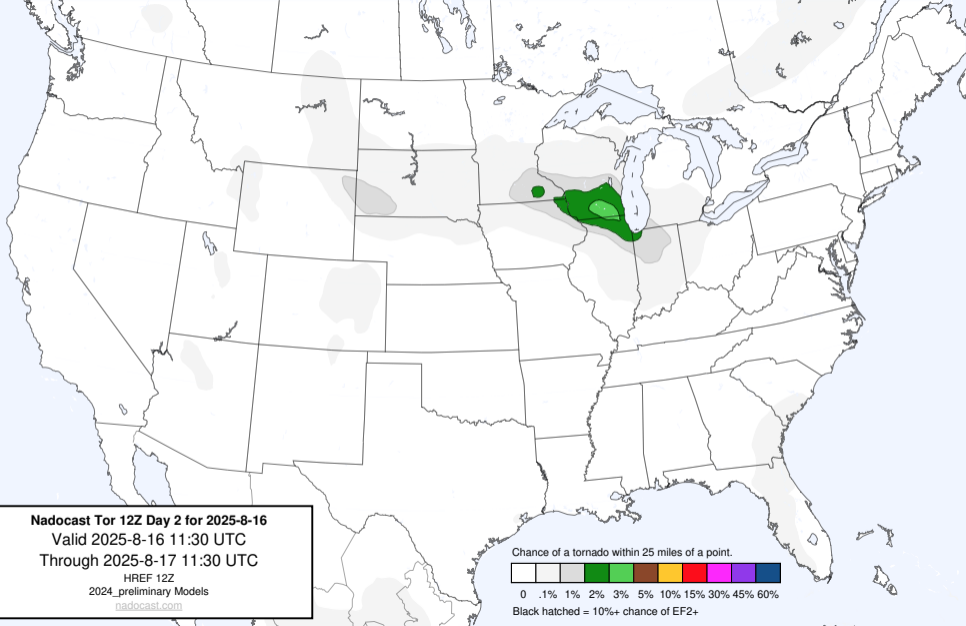 Nadocast Tor 12Z Day 2 for 2025-8-16
Valid 2025-8-16 11:30 UTC
Through 2025-8-17 11:30 UTC
HREF 12Z
2024_preliminary Models
nadocast.com
Chance of a tornado within 25 miles of a point.
0 .1% 1% 2% 3% 5% 10% 15% 30% 45% 60%
Black hatched = 10%+ chance of EF2+